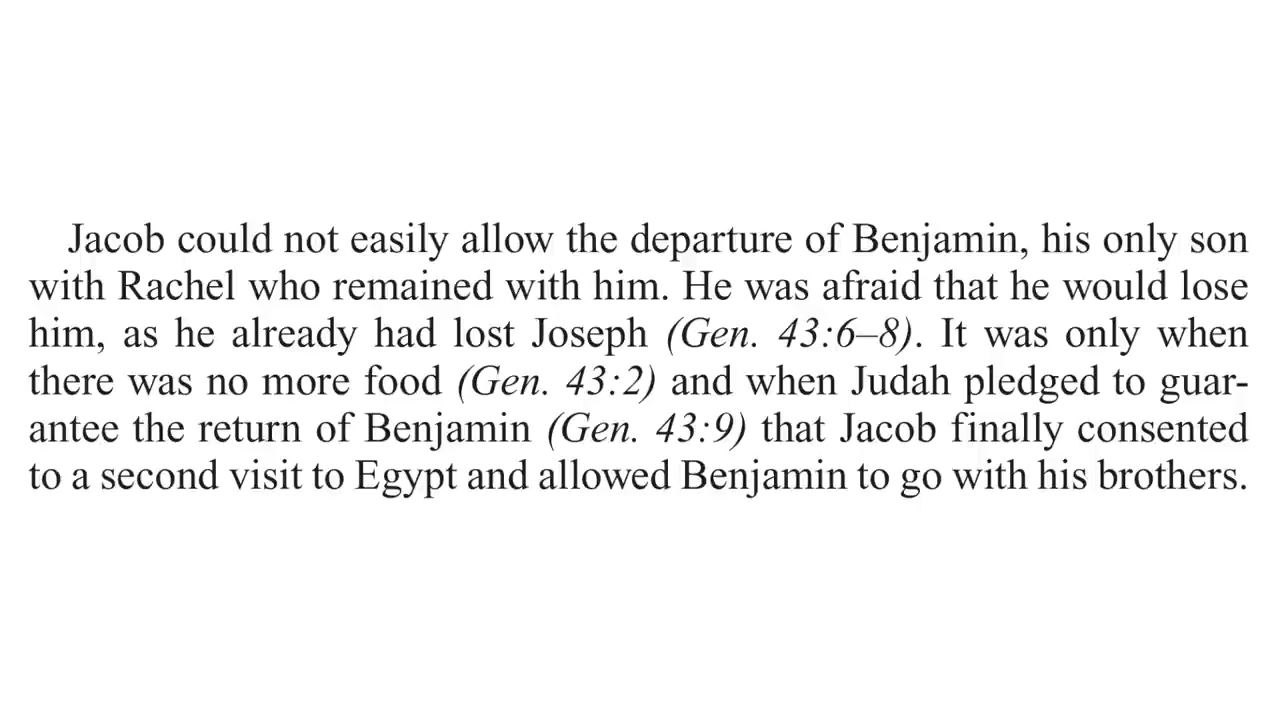 Jacob could not easily allow the departure of Benjamin, his only son
with Rachel who remained with him. He was afraid that he would lose
him, as he already had lost Joseph (Gen. 43:6–8). It was only when
there was no more food (Gen. 43:2) and when Judah pledged to guar-
antee the return of Benjamin (Gen. 43:9) that Jacob finally consented
to a second visit to Egypt and allowed Benjamin to go with his brothers.